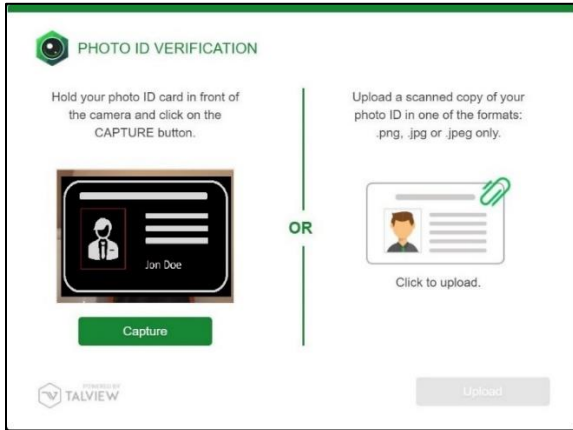 PHOTO ID VERIFICATION
Hold your photo ID card in front of
the camera and click on the
CAPTURE button.
Jon Doe
Capture
OR
Upload a scanned copy of your
photo ID in one of the formats:
.png, .jpg or .jpeg only.
Click to upload.
POWERED BY
TALVIEW
Upload